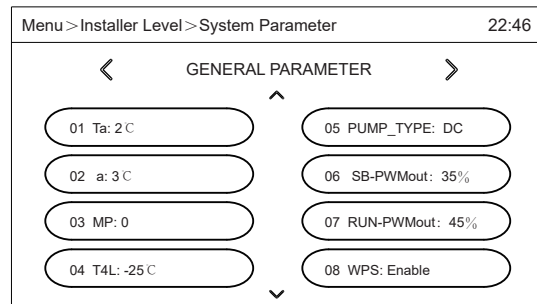 Menu＞Installer Level＞System Parameter 22:46
GENERAL PARAMETER
01 Ta: 2℃
02 a: 3℃
03 MP: 0
04 T4L: -25℃
05 PUMP_TYPE: DC
06 SB-PWMout: 35%
07 RUN-PWMout: 45%
08 WPS: Enable